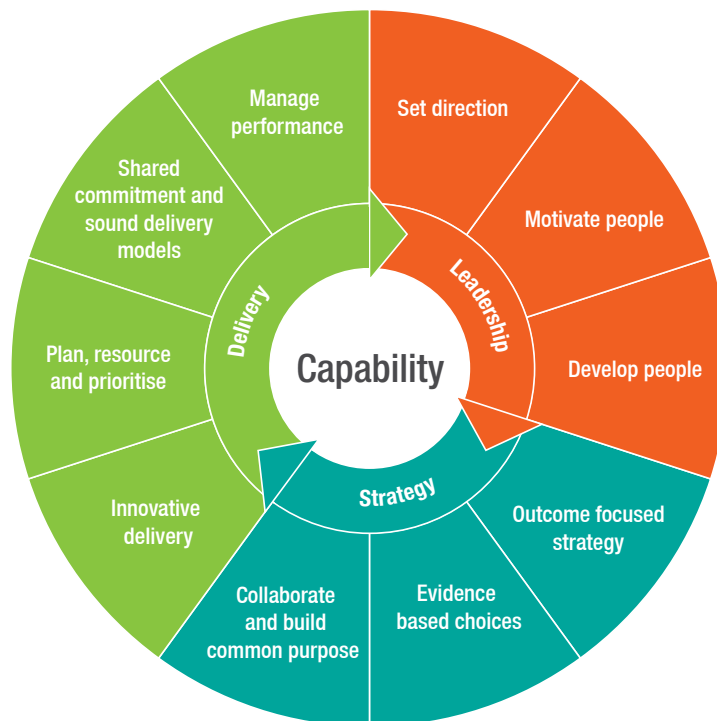 Capability
Leadership
Set direction
Motivate people
Develop people
Strategy
Outcome focused
strategy
Evidence
based choices
Collaborate
and build
common purpose
Delivery
Innovative
delivery
Plan, resource
and prioritise
Shared
commitment and
sound delivery
models
Manage
performance